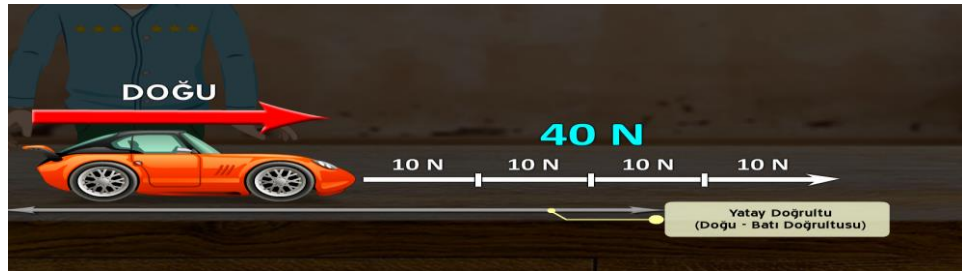 DOĞU
40 N
10 N 10 N 10 N 10 N
Yatay Doğrultu
(Doğu - Batı Doğrultusu)